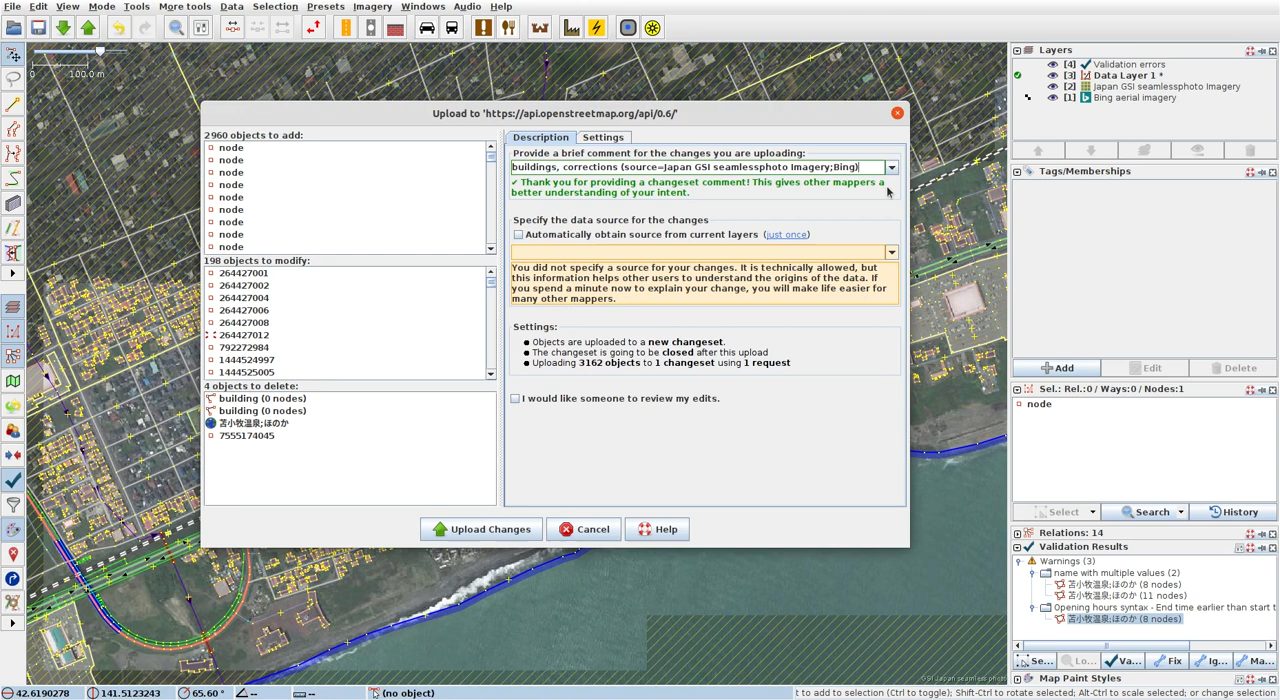 File Edit View Mode Tools More tools Data Selection Presets Imagery Windows Audio Help
0 100.0 m
Upload to 'https://api.openstreetmap.org/api/0.6/'
2 960 objects to add:
node
node
node
node
node
node
node
node
node
198 objects to modify:
264427001
264427002
264427004
264427006
264427008
264427012
792272984
1444524997
1444525005
4 objects to delete:
building (0 nodes)
building (0 nodes)
苫小牧温泉;ほのか
7555174045
Description Settings
Provide a brief comment for the changes you are uploading:
buildings, corrections (source=Japan GSI seamlessphoto Imagery;Bing)
✔ Thank you for providing a changeset comment! This gives other mappers a
better understanding of your intent.
Specify the data source for the changes
Automatically obtain source from current layers (just once)
You did not specify a source for your changes. It is technically allowed, but
this information helps other users to understand the origins of the data. If
you spend a minute now to explain your change, you will make life easier for
many other mappers.
Settings:
Objects are uploaded to a new changeset.
The changeset is going to be closed after this upload
Uploading 3162 objects to 1 changeset using 1 request
I would like someone to review my edits.
Upload Changes Cancel Help
Layers
[4] Validation errors
[3] Data Layer 1 *
[2] Japan GSI seamlessphoto Imagery
[1] Bing aerial imagery
Tags/Memberships
Add Edit Delete
Sel.: Rel.:0 / Ways:0 / Nodes:1
node
Select Search History
Relations: 14
Validation Results
Warnings (3)
name with multiple values (2)
苫小牧温泉;ほのか (8 nodes)
苫小牧温泉;ほのか (11 nodes)
Opening hours syntax - End time earlier than start t
苫小牧温泉;ほのか (8 nodes)
Se... Lo... Va... Fix Ig... Ma...
Map Paint Styles
GSI Japan seamless photo
42.6190278 141.5123243 65.60 ° -- -- (no object) t to add to selection (Ctrl to toggle); Shift-Ctrl to rotate selected; Alt-Ctrl to scale selected; or change selection